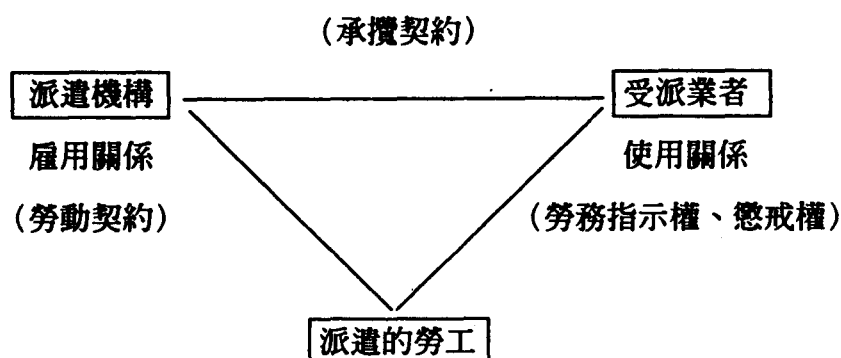 (承攬契約)
派遣機構 受派業者
雇用關係 使用關係
(勞動契約) (勞務指示權、懲戒權)
派遣的勞工